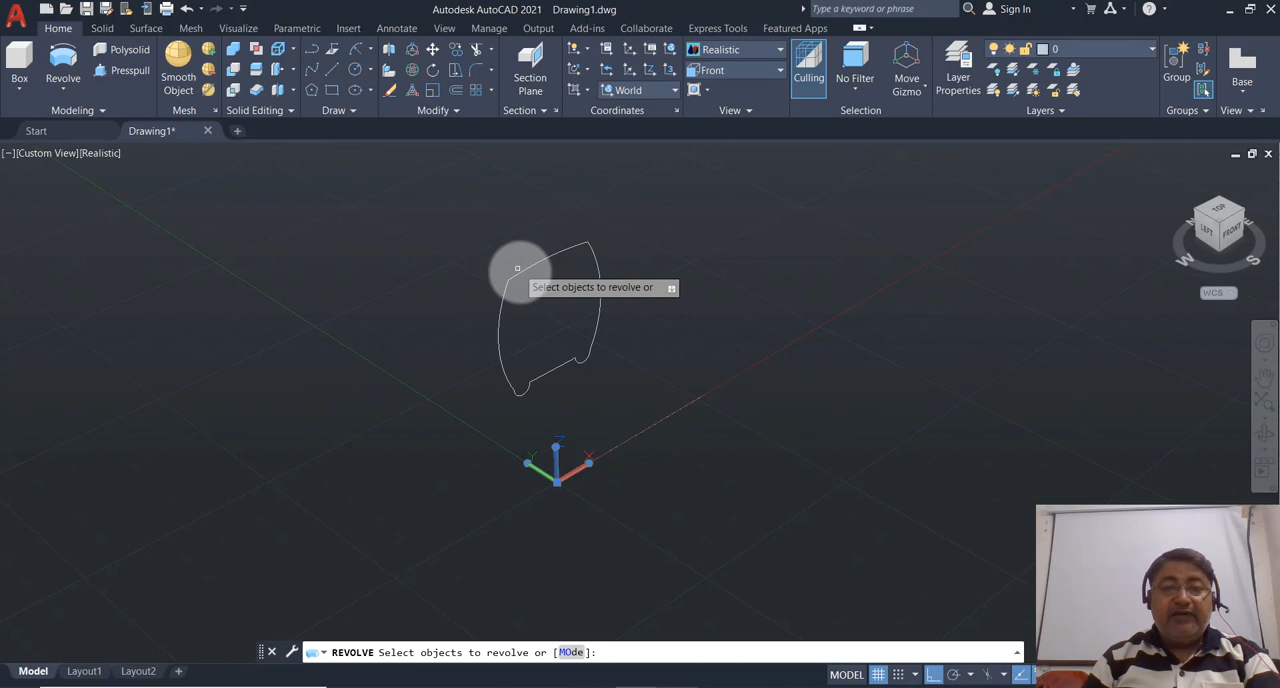 Autodesk AutoCAD 2021 Drawing1.dwg
Type a keyword or phrase
Sign In
Home Solid Surface Mesh Visualize Parametric Insert Annotate View Manage Output Add-ins Collaborate Express Tools Featured Apps
Box
Revolve
Polysolid
Presspull
Smooth
Object
Section
Plane
World
Realistic
Front
Culling
No Filter
Move
Gizmo
Layer
Properties
0
Group
Base
Modeling
Mesh
Solid Editing
Draw
Modify
Section
Coordinates
View
Selection
Layers
Groups
View
Start
Drawing1*
[−][Custom View][Realistic]
TOP
LEFT
FRONT
N
W
S
WCS
Select objects to revolve or
Z
Y
X
REVOLVE Select objects to revolve or [MOde]:
Model Layout1 Layout2
MODEL